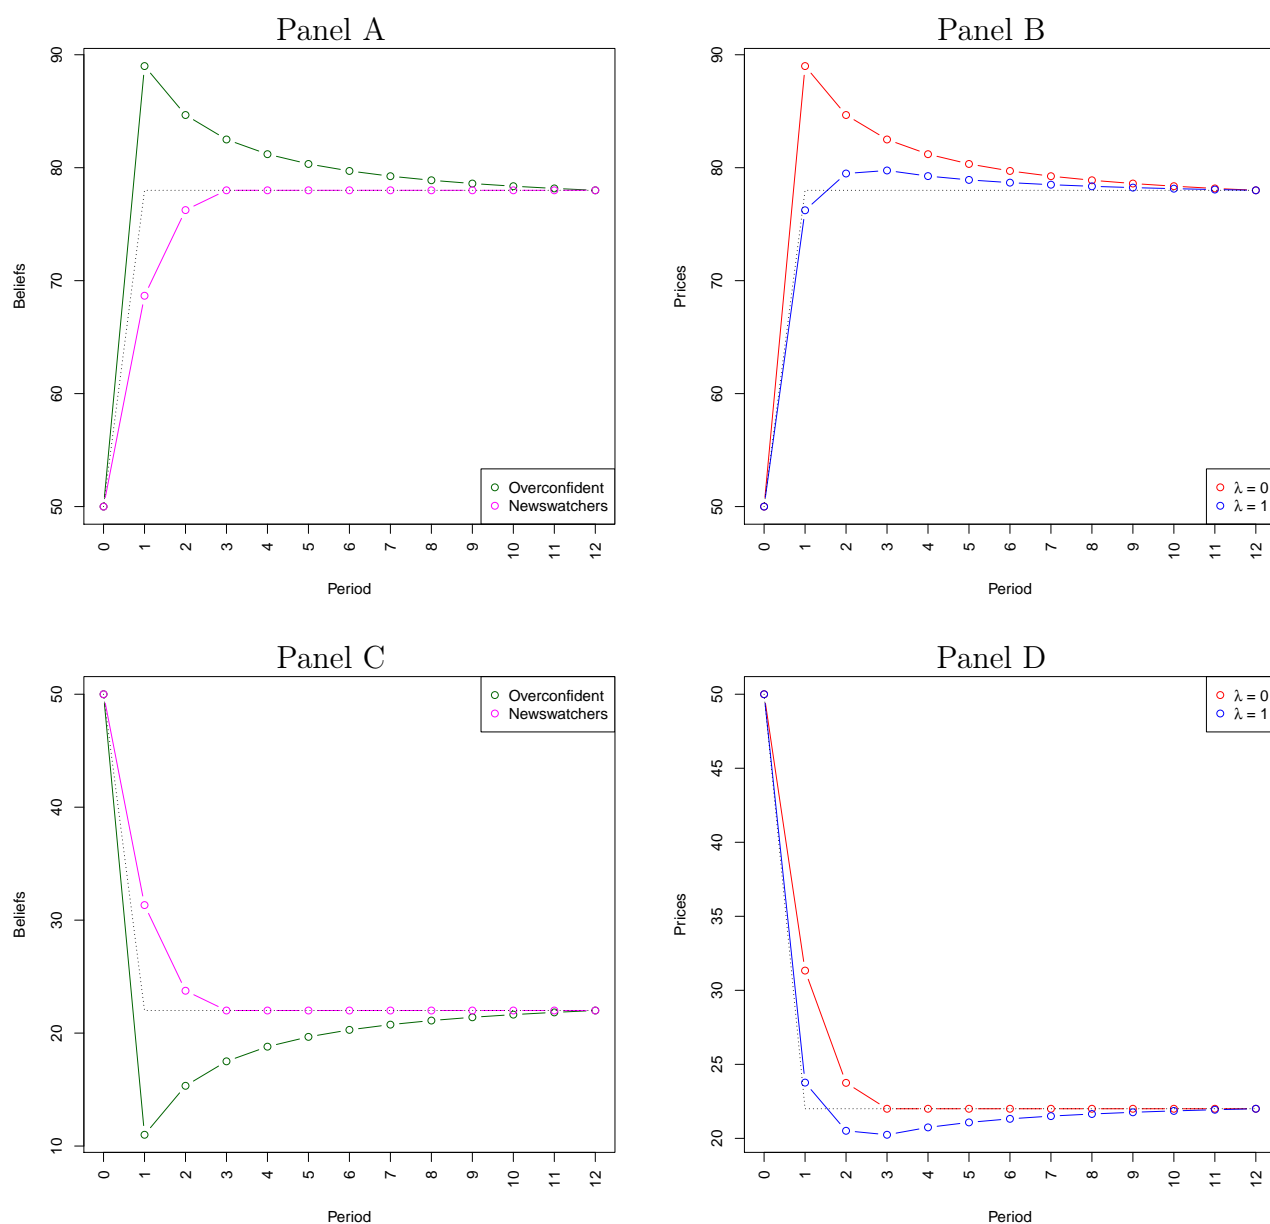 Panel A
90
80
70
60
50
Beliefs
Overconfident
Newswatchers
0 1 2 3 4 5 6 7 8 9 10 11 12
Period
Panel B
90
80
70
60
50
Prices
λ = 0
λ = 1
0 1 2 3 4 5 6 7 8 9 10 11 12
Period
Panel C
50
40
30
20
10
Beliefs
Overconfident
Newswatchers
0 1 2 3 4 5 6 7 8 9 10 11 12
Period
Panel D
50
45
40
35
30
25
20
Prices
λ = 0
λ = 1
0 1 2 3 4 5 6 7 8 9 10 11 12
Period